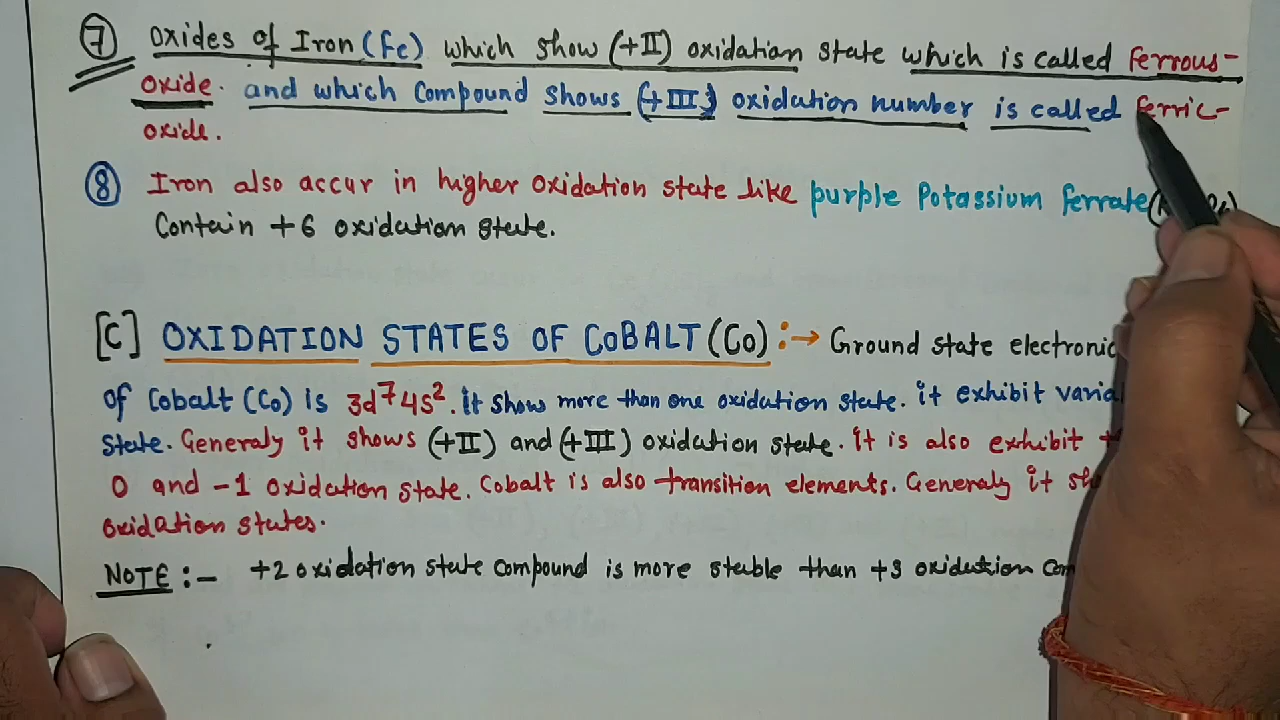 7 Oxides of Iron (Fe) which show (+II) oxidation state which is called ferrous-
oxide. and which compound shows (+III) oxidation number is called ferric-
oxide.
8 Iron also accur in higher oxidation state like purple Potassium ferrate (
Contain +6 oxidation state.
[C] OXIDATION STATES OF COBALT (Co) :→ Ground state electronic
of Cobalt (Co) is 3d⁷4s². it show more than one oxidation state. it exhibit
state. Generaly it shows (+II) and (+III) oxidation state. it is also exhibit
0 and -1 oxidation state. Cobalt is also transition elements. Generaly it
oxidation states.
NOTE :- +2 oxidation state compound is more stable than +3 oxidation